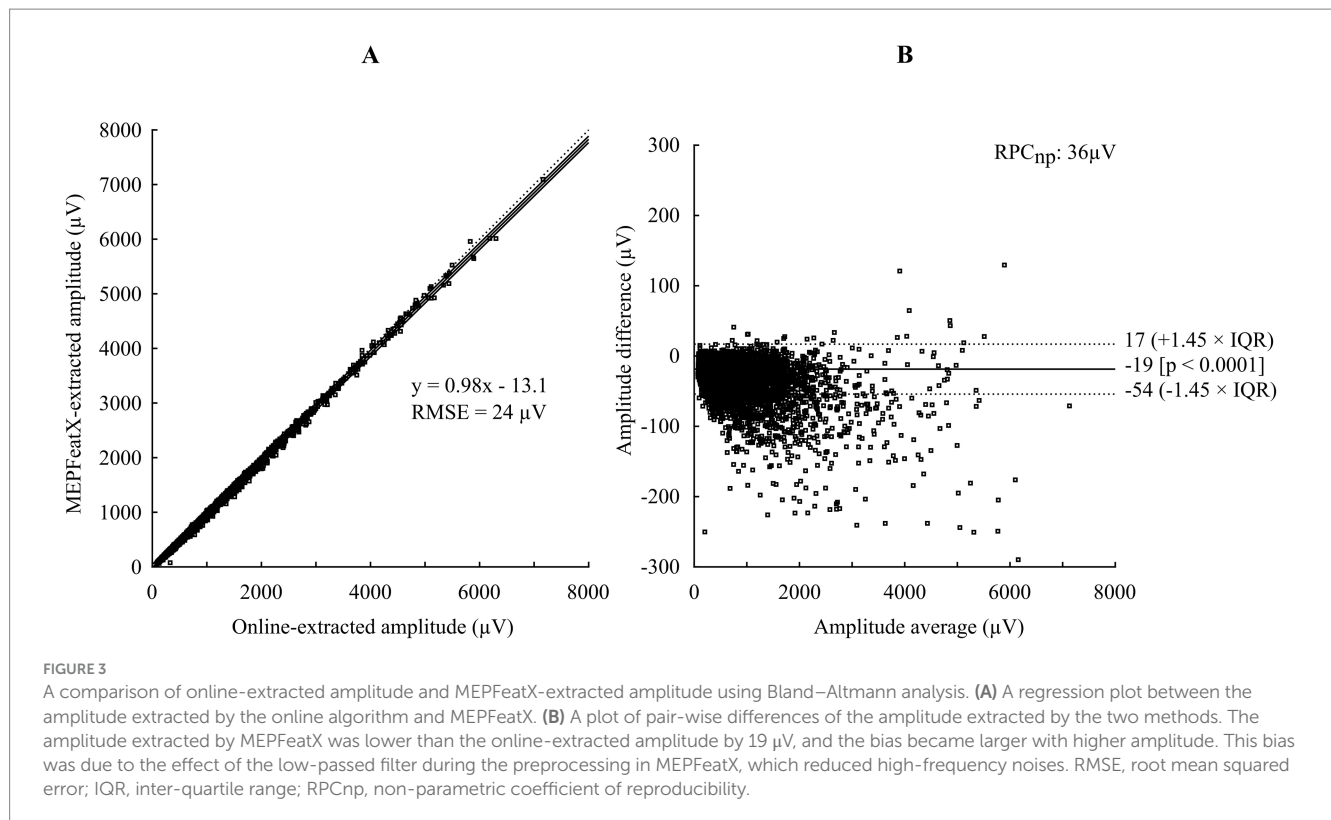 A
B
8000
7000
6000
5000
4000
3000
2000
1000
0
MEPFeatX-extracted amplitude (µV)
y = 0.98x - 13.1
RMSE = 24 µV
0
2000
4000
6000
8000
Online-extracted amplitude (µV)
300
200
100
0
-100
-200
-300
Amplitude difference (µV)
RPCnp: 36µV
17 (+1.45 × IQR)
-19 [p < 0.0001]
-54 (-1.45 × IQR)
0
2000
4000
6000
8000
Amplitude average (µV)
FIGURE 3
A comparison of online-extracted amplitude and MEPFeatX-extracted amplitude using Bland–Altmann analysis. (A) A regression plot between the
amplitude extracted by the online algorithm and MEPFeatX. (B) A plot of pair-wise differences of the amplitude extracted by the two methods. The
amplitude extracted by MEPFeatX was lower than the online-extracted amplitude by 19 µV, and the bias became larger with higher amplitude. This bias
was due to the effect of the low-passed filter during the preprocessing in MEPFeatX, which reduced high-frequency noises. RMSE, root mean squared
error; IQR, inter-quartile range; RPCnp, non-parametric coefficient of reproducibility.